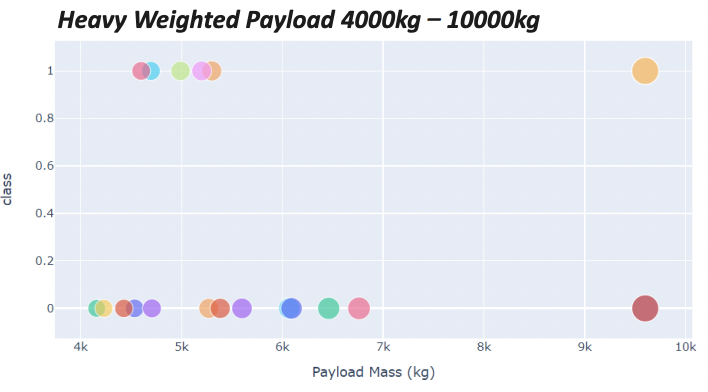 Heavy Weighted Payload 4000kg – 10000kg
1
0.8
0.6
0.4
0.2
0
class
4k 5k 6k 7k 8k 9k 10k
Payload Mass (kg)